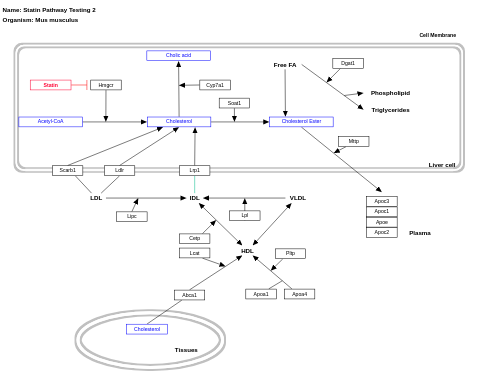 Name: Statin Pathway Testing 2
Organism: Mus musculus
Cell Membrane
Cholic acid
Free FA
Dgat1
Statin
Hmgcr
Cyp7a1
Phospholipid
Soat1
Triglycerides
Acetyl-CoA
Cholesterol
Cholesterol Ester
Mttp
Liver cell
Scarb1
Ldlr
Lrp1
LDL
IDL
VLDL
Apoc3
Apoc1
Lipc
Lpl
Apoe
Apoc2
Plasma
Cetp
Lcat
HDL
Pltp
Abca1
Apoa1
Apoa4
Cholesterol
Tissues